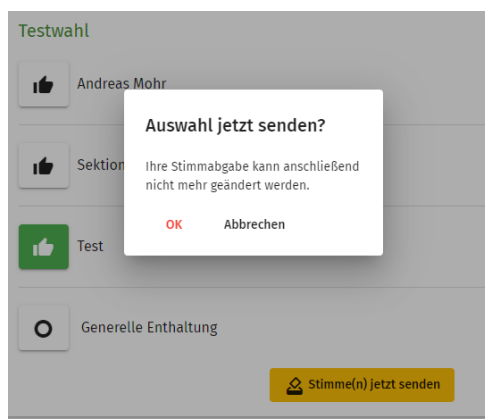 Testwahl
Andreas Mohr
Auswahl jetzt senden?
Ihre Stimmabgabe kann anschließend
nicht mehr geändert werden.
OK Abbrechen
Sektion
Test
Generelle Enthaltung
Stimme(n) jetzt senden